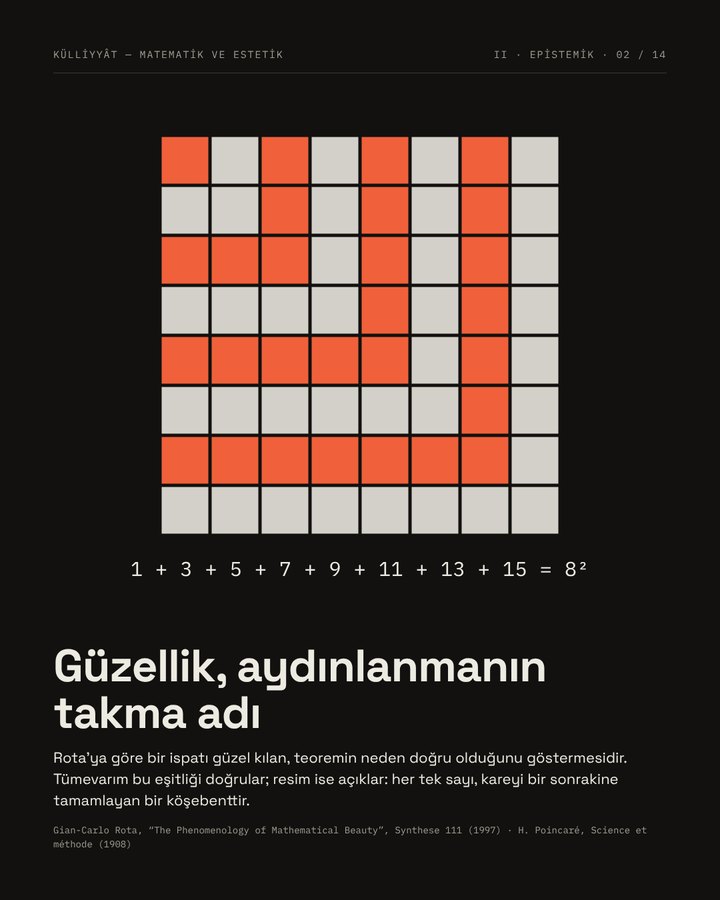 KÜLLİYYÂT — MATEMATİK VE ESTETİK
II · EPİSTEMİK · 02 / 14
1 + 3 + 5 + 7 + 9 + 11 + 13 + 15 = 8²
Güzellik, aydınlanmanın
takma adı
Rota’ya göre bir ispatı güzel kılan, teoremin neden doğru olduğunu göstermesidir.
Tümevarım bu eşitliği doğrular; resim ise açıklar: her tek sayı, kareyi bir sonrakine
tamamlayan bir köşebenttir.
Gian-Carlo Rota, “The Phenomenology of Mathematical Beauty”, Synthese 111 (1997) · H. Poincaré, Science et
méthode (1908)